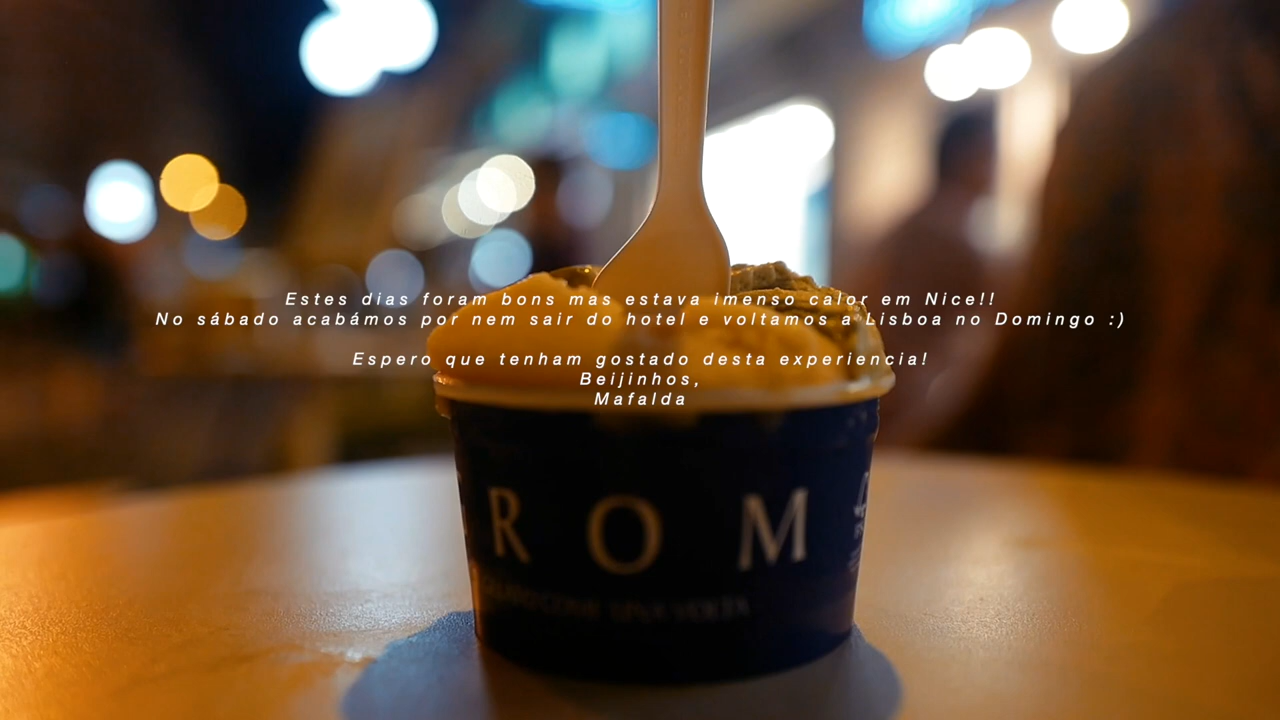 Estes dias foram bons mas estava imenso calor em Nice!!
No sábado acabámos por nem sair do hotel e voltamos a Lisboa no Domingo :)
Espero que tenham gostado desta experiencia!
Beijinhos,
Mafalda
ROM